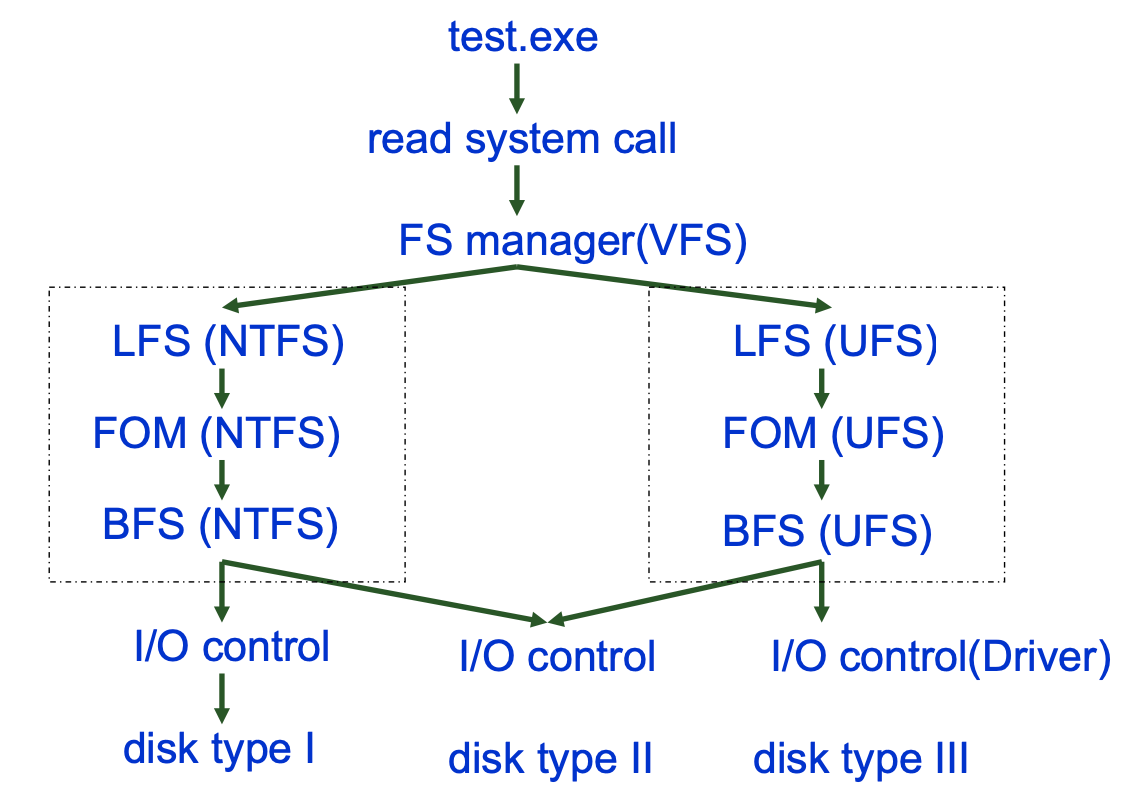 test.exe
read system call
FS manager(VFS)
LFS (NTFS)
LFS (UFS)
FOM (NTFS)
FOM (UFS)
BFS (NTFS)
BFS (UFS)
I/O control
I/O control
I/O control(Driver)
disk type I
disk type II
disk type III